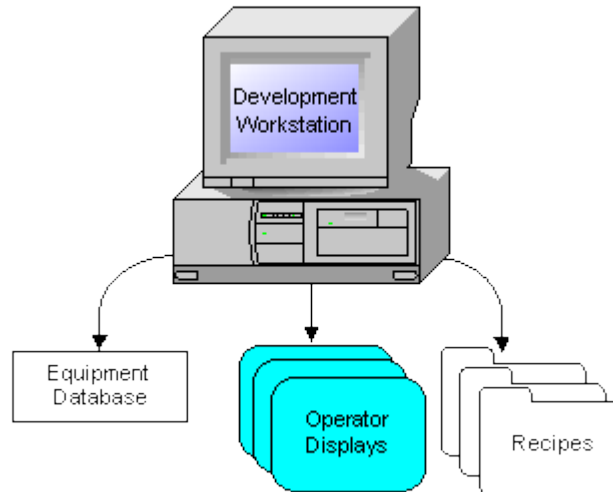 Development
Workstation
Equipment
Database
Operator
Displays
Recipes